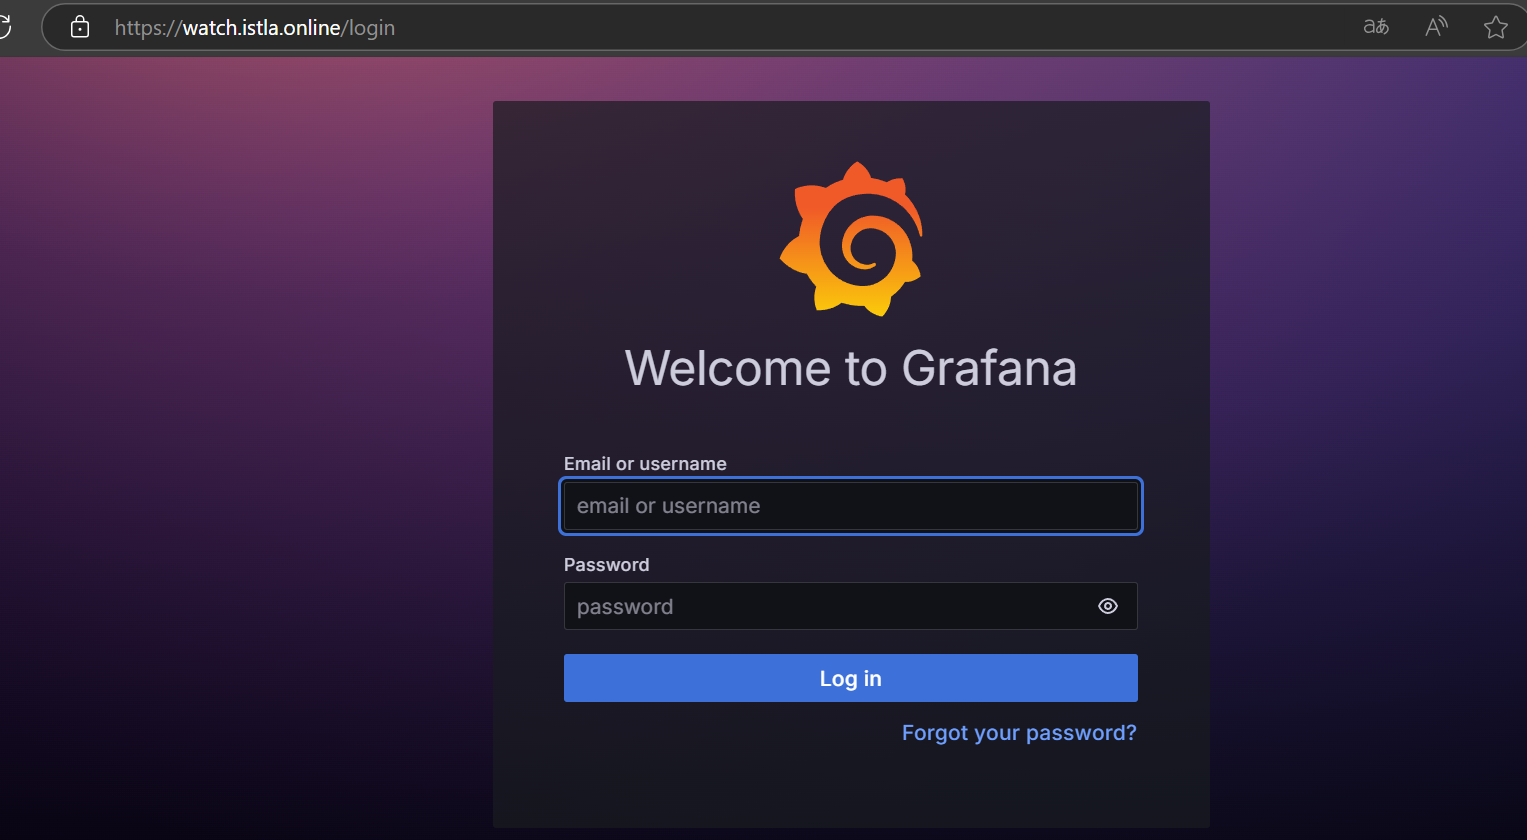 https://watch.istla.online/login
aあ A
Welcome to Grafana
Email or username
email or username
Password
password
Log in
Forgot your password?